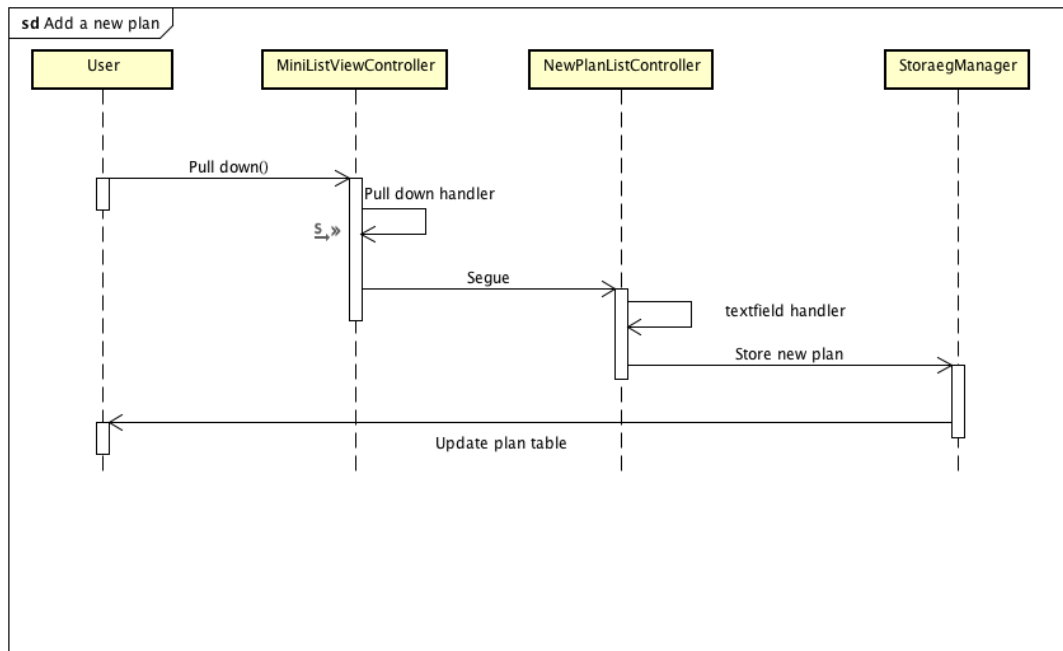 sd Add a new plan
User
MiniListViewController
NewPlanListController
StoraegManager
Pull down()
Pull down handler
s
Segue
textfield handler
Store new plan
Update plan table